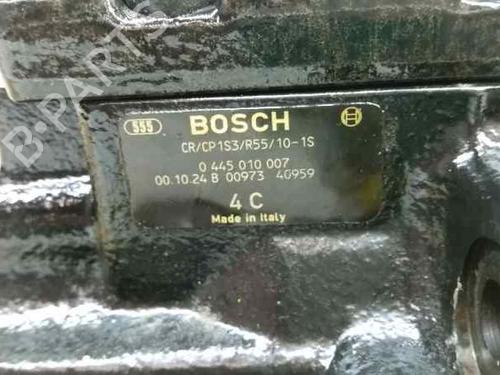 B-PARTS
555 BOSCH
CR/CP1S3/R55/10-1S
0 445 010 007
00.10.24 B 00973 40959
4 C
Made in Italy